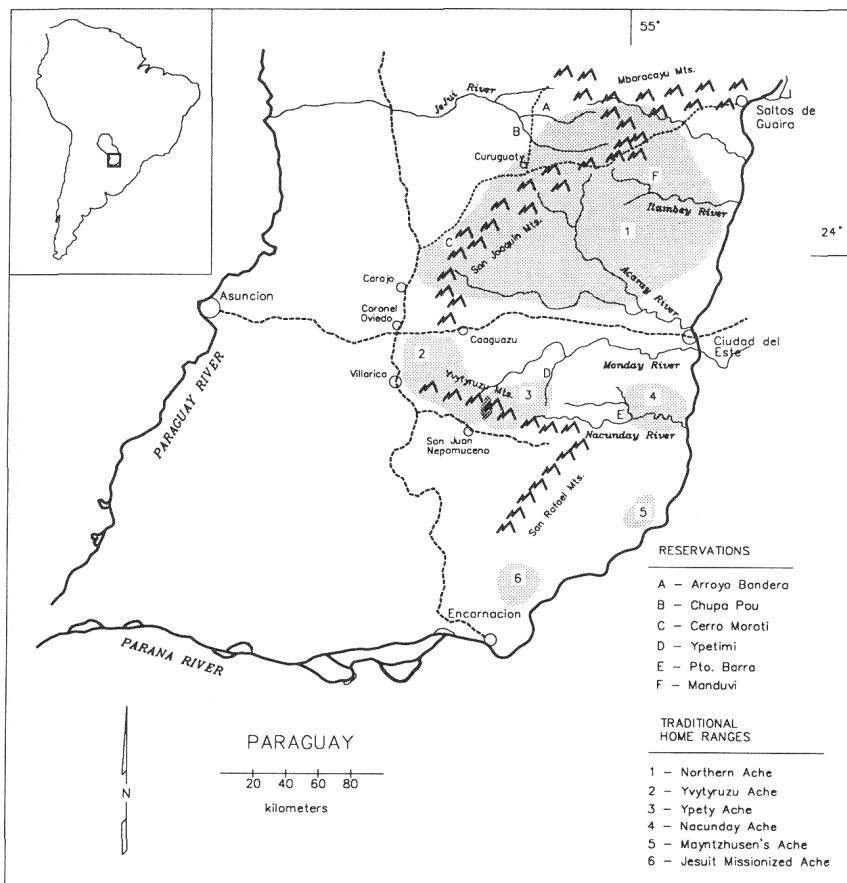 55°
Mbaracayu Mts.
JeJui River
Saltos de
Guaira
A
B
Curuguaty
F
Itambey River
1
24°
C
San Joaquin Mts.
Acaray River
Carajo
Asuncion
Coronel
Oviedo
Caaguazu
Ciudad del
Este
2
Monday River
Villarica
Yvytyruzu Mts.
D
3
4
E
Nacunday River
San Juan
Nepamuceno
PARAGUAY RIVER
San Rafael Mts.
5
6
Encarnacion
PARANA RIVER
RESERVATIONS
A – Arroyo Bandera
B – Chupa Pou
C – Cerro Moroti
D – Ypetimi
E – Pto. Barra
F – Manduvi
TRADITIONAL
HOME RANGES
1 – Northern Ache
2 – Yvytyruzu Ache
3 – Ypety Ache
4 – Nacunday Ache
5 – Mayntzhusen's Ache
6 – Jesuit Missionized Ache
N
PARAGUAY
20 40 60 80
kilometers